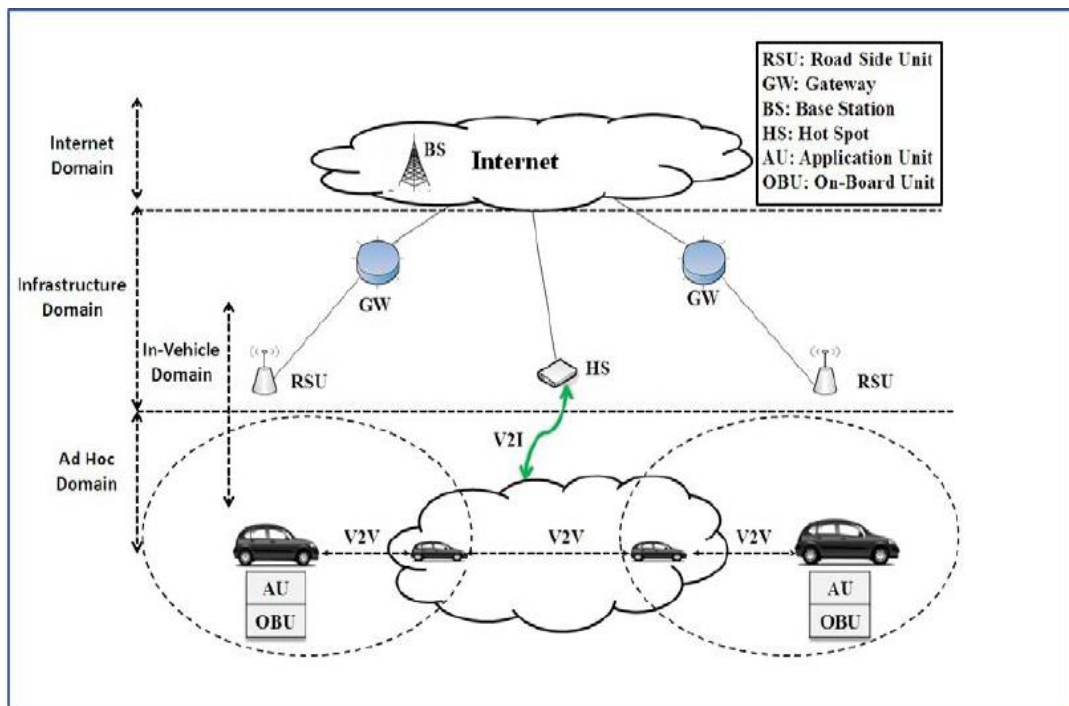 RSU: Road Side Unit
GW: Gateway
BS: Base Station
HS: Hot Spot
AU: Application Unit
OBU: On-Board Unit
Internet
Domain
BS
Internet
Infrastructure
Domain
GW
GW
In-Vehicle
Domain
RSU
HS
RSU
V2I
Ad Hoc
Domain
V2V
V2V
V2V
AU
OBU
AU
OBU